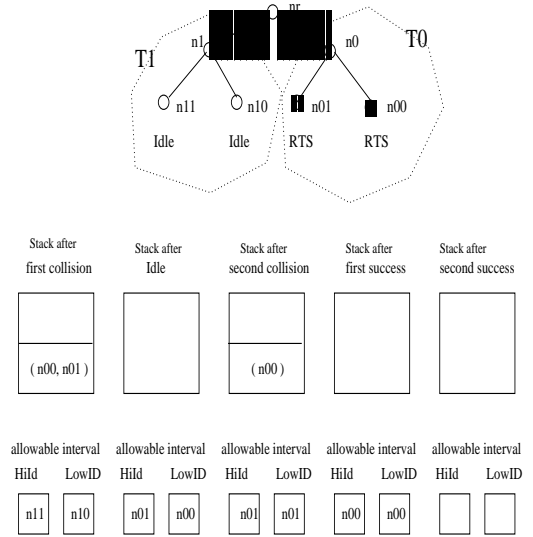 nr
n1 n0 T0
T1
n11 n10 n01 n00
Idle Idle RTS RTS
Stack after Stack after Stack after Stack after Stack after
first collision Idle second collision first success second success
( n00, n01 ) ( n00 )
allowable interval allowable interval allowable interval allowable interval allowable interval
HiId LowID HiId LowID HiId LowID HiId LowID HiId LowID
n11 n10 n01 n00 n01 n01 n00 n00